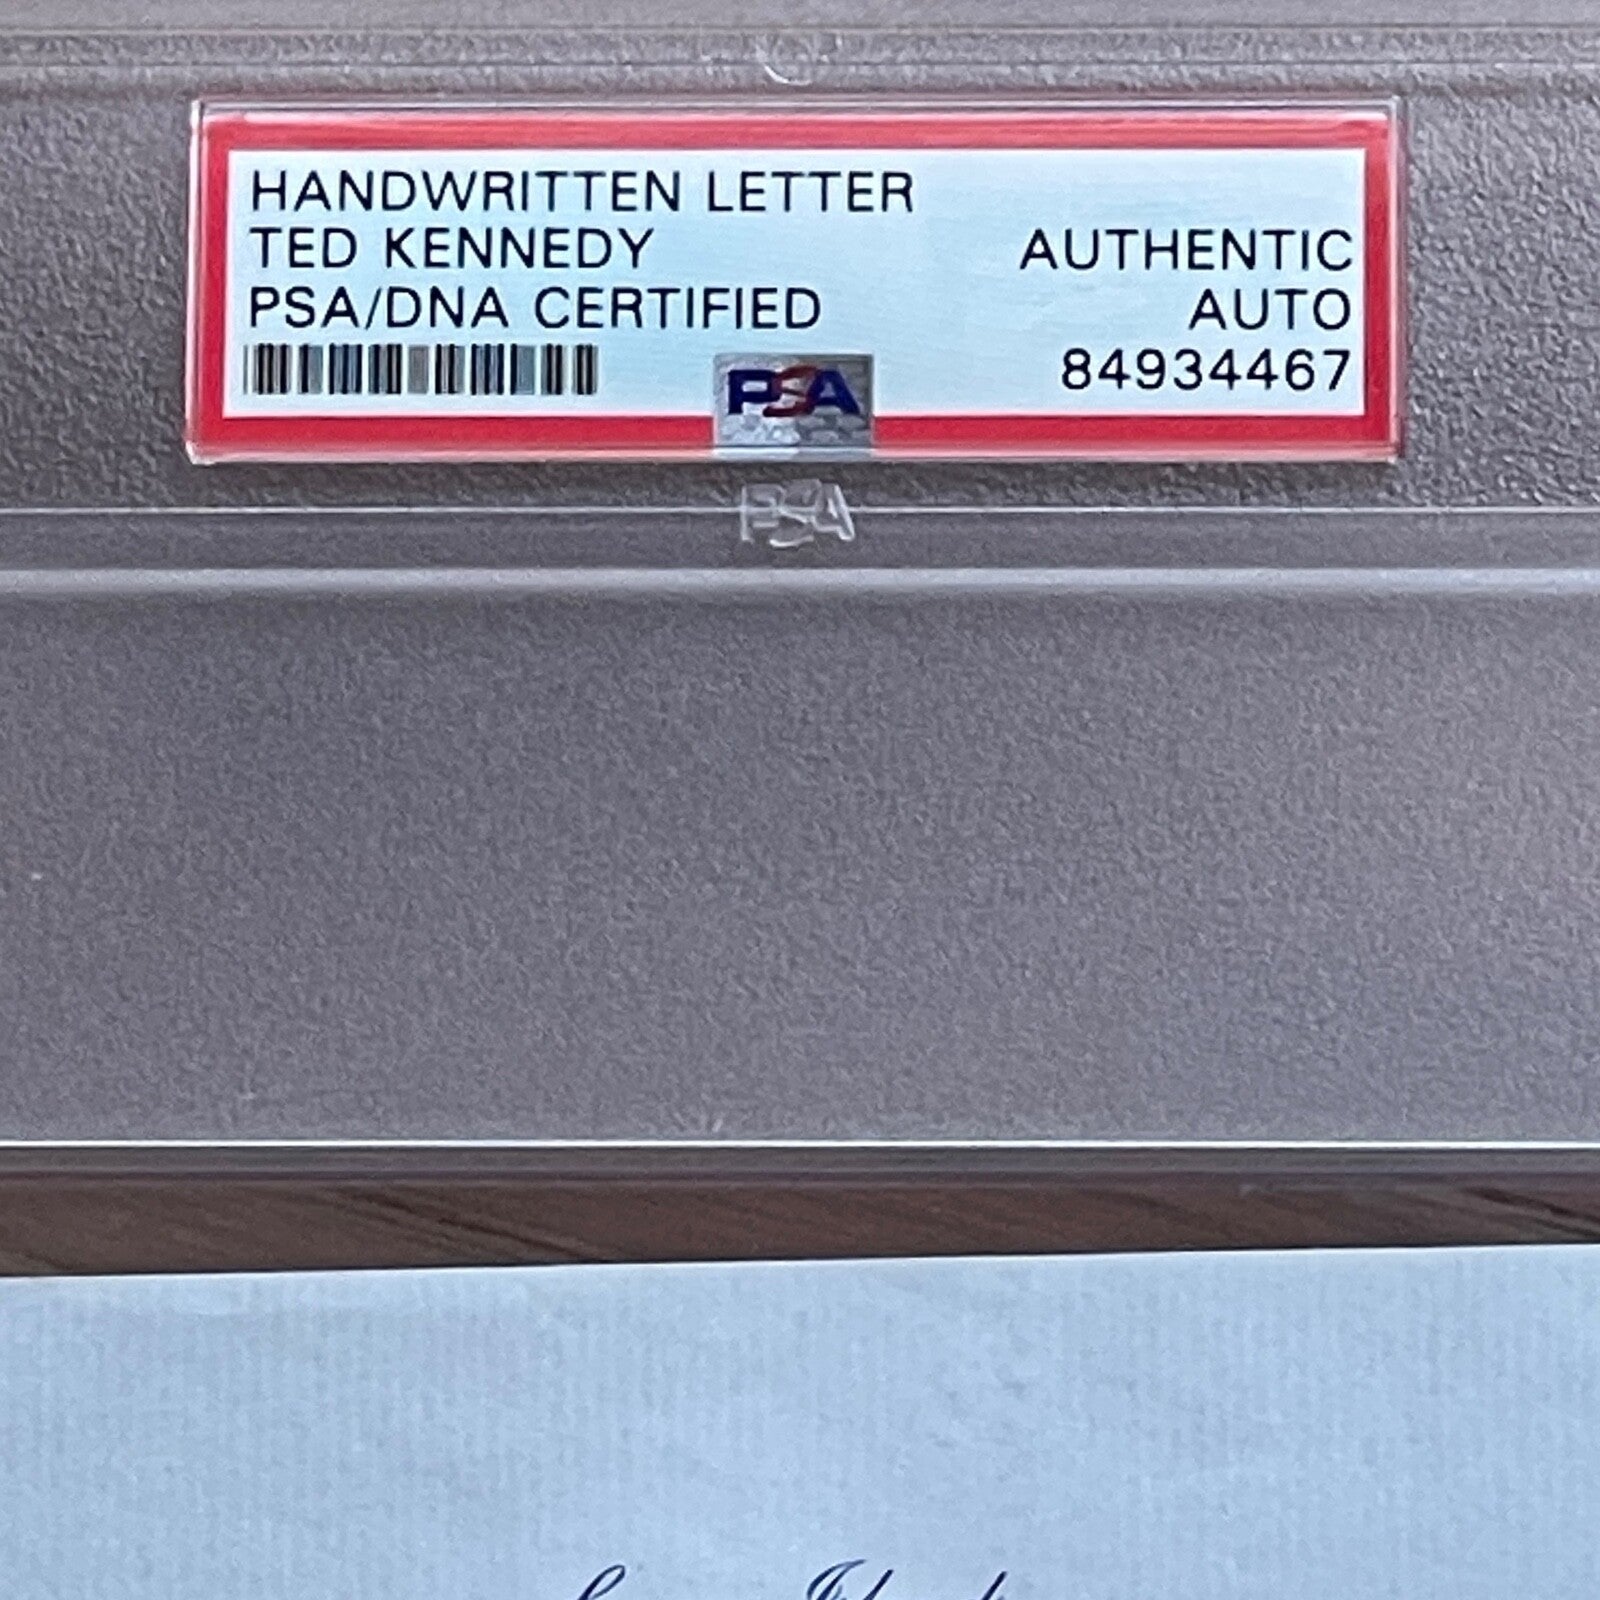 HANDWRITTEN LETTER
TED KENNEDY
PSA/DNA CERTIFIED
AUTHENTIC
AUTO
84934467
PSA
PSA